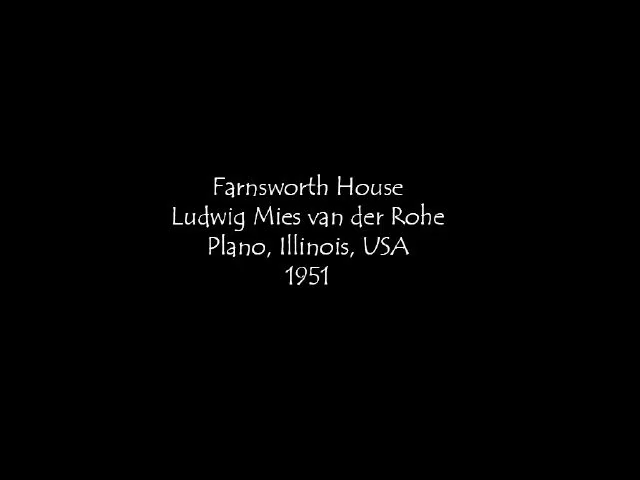 Farnsworth House
Ludwig Mies van der Rohe
Plano, Illinois, USA
1951